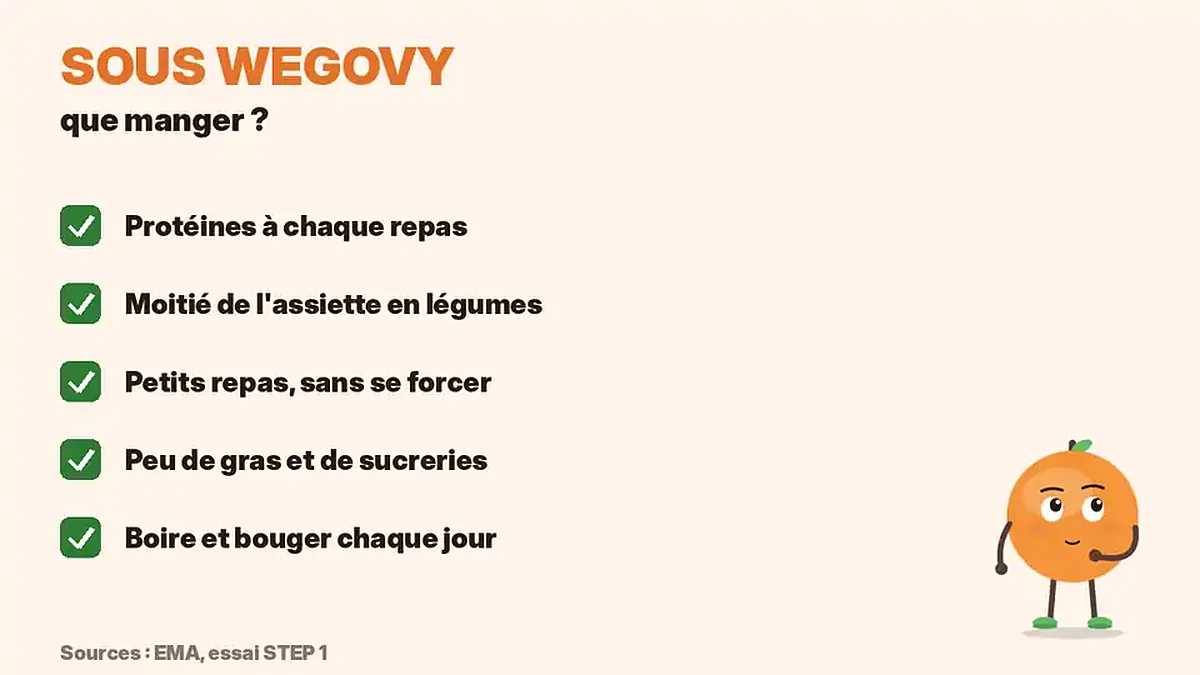 SOUS WEGOVY
que manger ?
Protéines à chaque repas
Moitié de l'assiette en légumes
Petits repas, sans se forcer
Peu de gras et de sucreries
Boire et bouger chaque jour
Sources : EMA, essai STEP 1